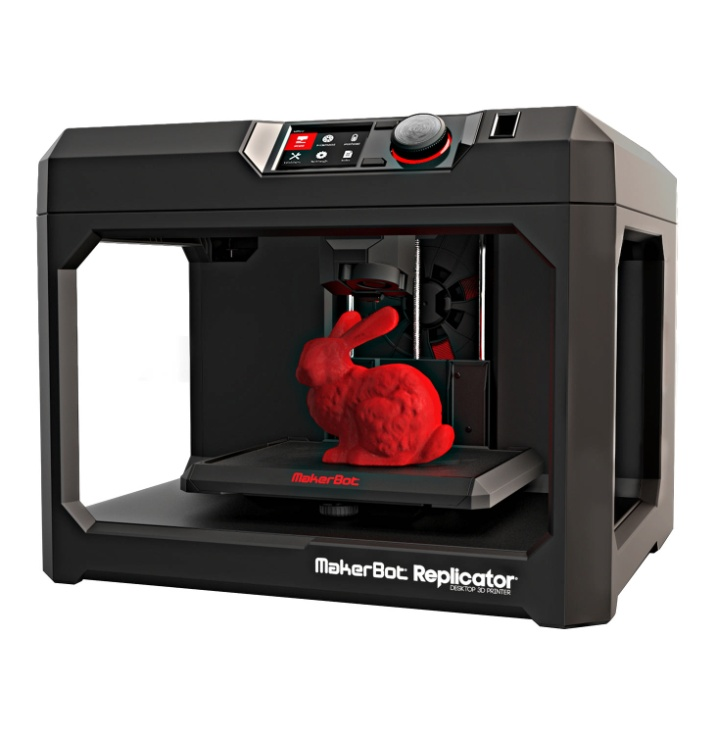 MakerBot
MakerBot Replicator
DESKTOP 3D PRINTER